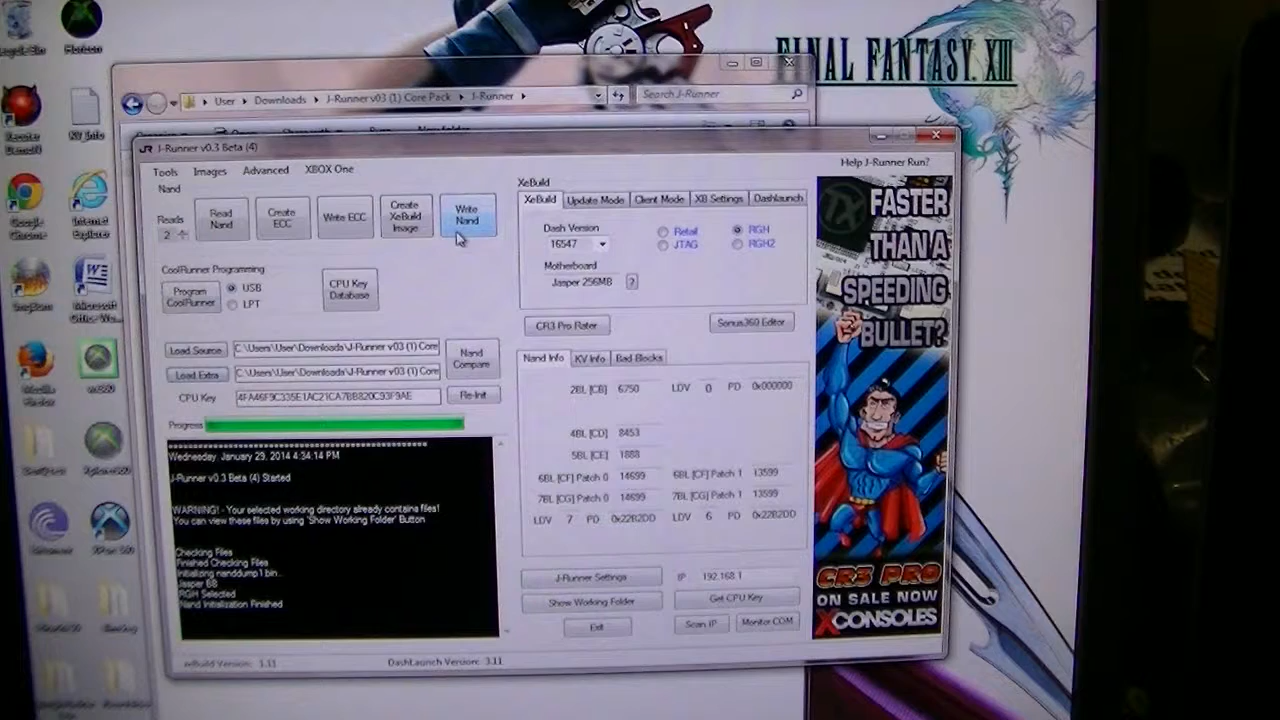 Horizon
FINAL FANTASY XIII
User
Downloads
J-Runner v03 (1) Core Pack
J-Runner
Search J-Runner
KV_Info
Google Chrome
Internet Explorer
Microsoft
J-Runner v0.3 Beta (4)
Tools Images Advanced XBOX One
Help J-Runner Run?
Nand
Reads
2
Read Nand
Create ECC
Write ECC
Create XeBuild Image
Write Nand
CoolRunner Programming
Program CoolRunner
USB
LPT
CPU Key Database
Load Source
C:\Users\User\Downloads\J-Runner v03 (1) Core
Load Extra
C:\Users\User\Downloads\J-Runner v03 (1) Core
Nand Compare
CPU Key
4FA46F9C335E1AC21CA7BB820C93F9AE
Re-Init
Progress
Wednesday, January 29, 2014 4:34:14 PM
J-Runner v0.3 Beta (4) Started
WARNING! - Your selected working directory already contains files!
You can view these files by using 'Show Working Folder' Button
Checking Files
Finished Checking Files
Initializing nanddump1.bin..
Jasper BB
RGH Selected
Nand Initialization Finished
XeBuild
XeBuild Update Mode Client Mode XB Settings Dashlaunch
Dash Version
16547
Retail
JTAG
RGH
RGH2
Motherboard
Jasper 256MB
?
CR3 Pro Rater
Sonus360 Editor
Nand Info KV Info Bad Blocks
2BL [CB] 6750 LDV 0 PD 0x000000
4BL [CD] 8453
5BL [CE] 1888
6BL [CF] Patch 0 14699 6BL [CF] Patch 1 13599
7BL [CG] Patch 0 14699 7BL [CG] Patch 1 13599
LDV 7 PD 0x22B2DD LDV 6 PD 0x22B2DD
J-Runner Settings
IP 192.168.1
Show Working Folder
Get CPU Key
Exit
Scan IP
Monitor COM
xeBuild Version: 1.11
DashLaunch Version: 3.11
TX
FASTER
THAN A
SPEEDING
BULLET?
CR3 PRO
ON SALE NOW
XCONSOLES